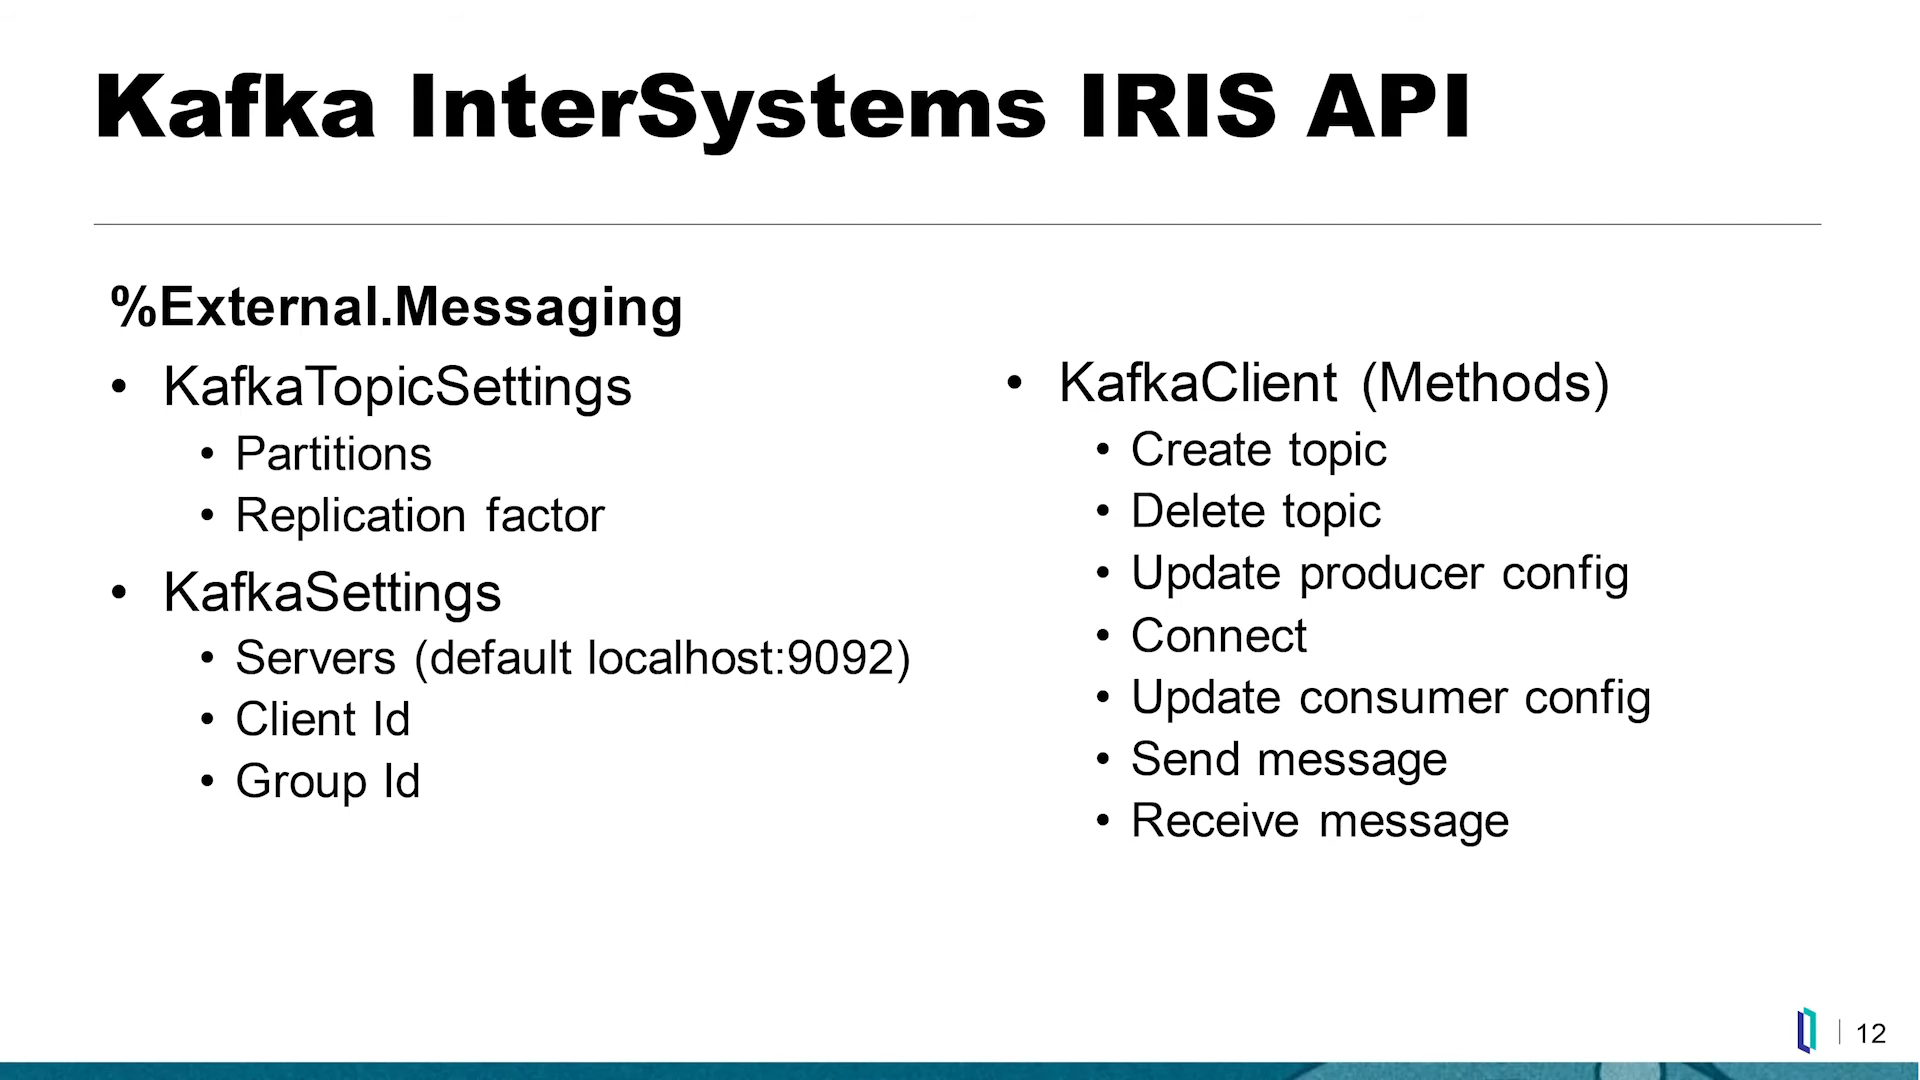 Kafka InterSystems IRIS API
%External.Messaging
• KafkaTopicSettings
• Partitions
• Replication factor
• KafkaSettings
• Servers (default localhost:9092)
• Client Id
• Group Id
• KafkaClient (Methods)
• Create topic
• Delete topic
• Update producer config
• Connect
• Update consumer config
• Send message
• Receive message
12